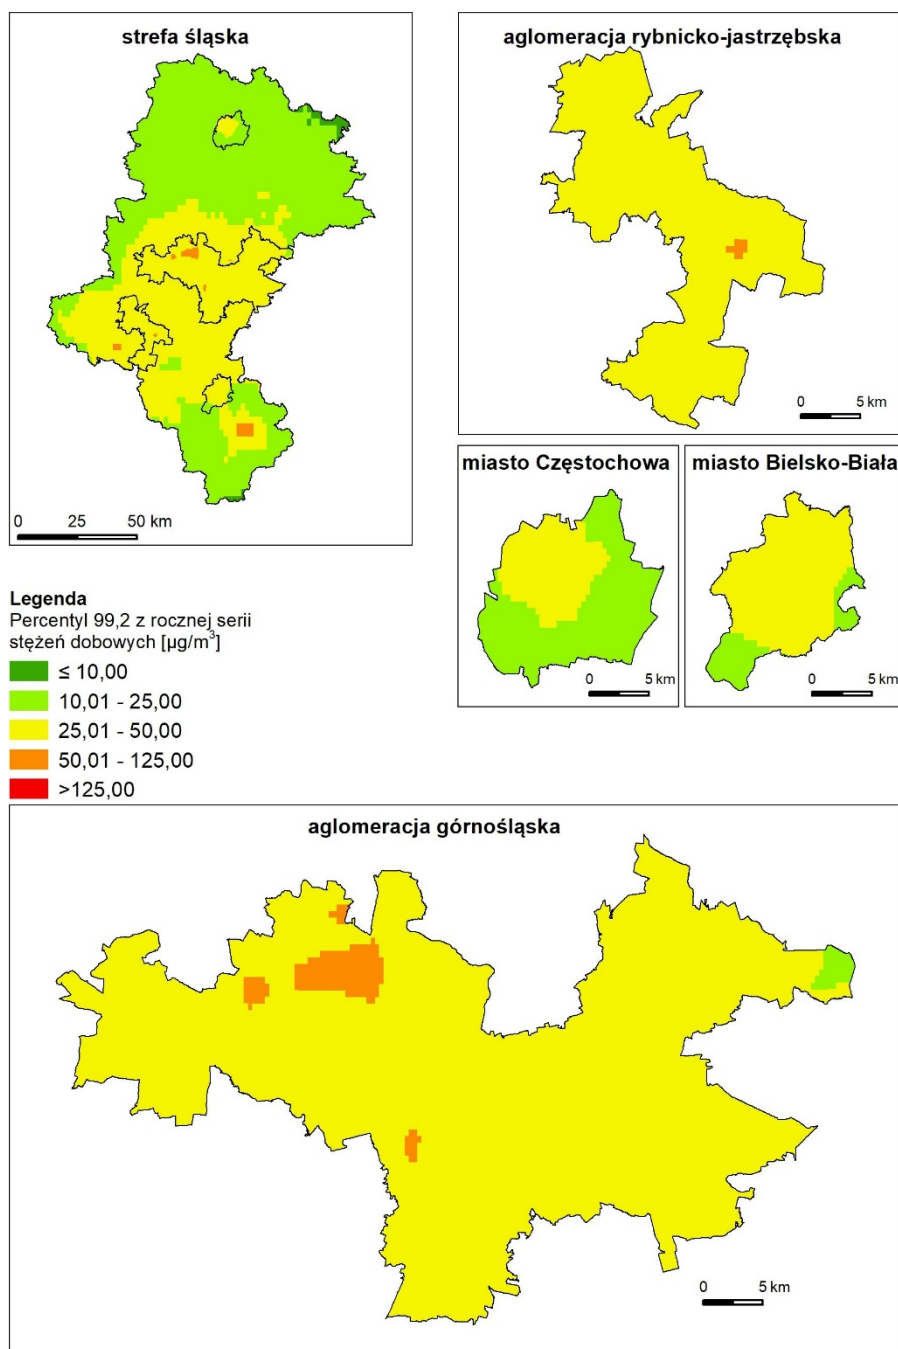 strefa śląska
0 25 50 km
aglomeracja rybnicko-jastrzębska
0 5 km
miasto Częstochowa
0 5 km
miasto Bielsko-Biała
0 5 km
Legenda
Percentyl 99,2 z rocznej serii
stężeń dobowych [µg/m³]
≤ 10,00
10,01 - 25,00
25,01 - 50,00
50,01 - 125,00
>125,00
aglomeracja górnośląska
0 5 km